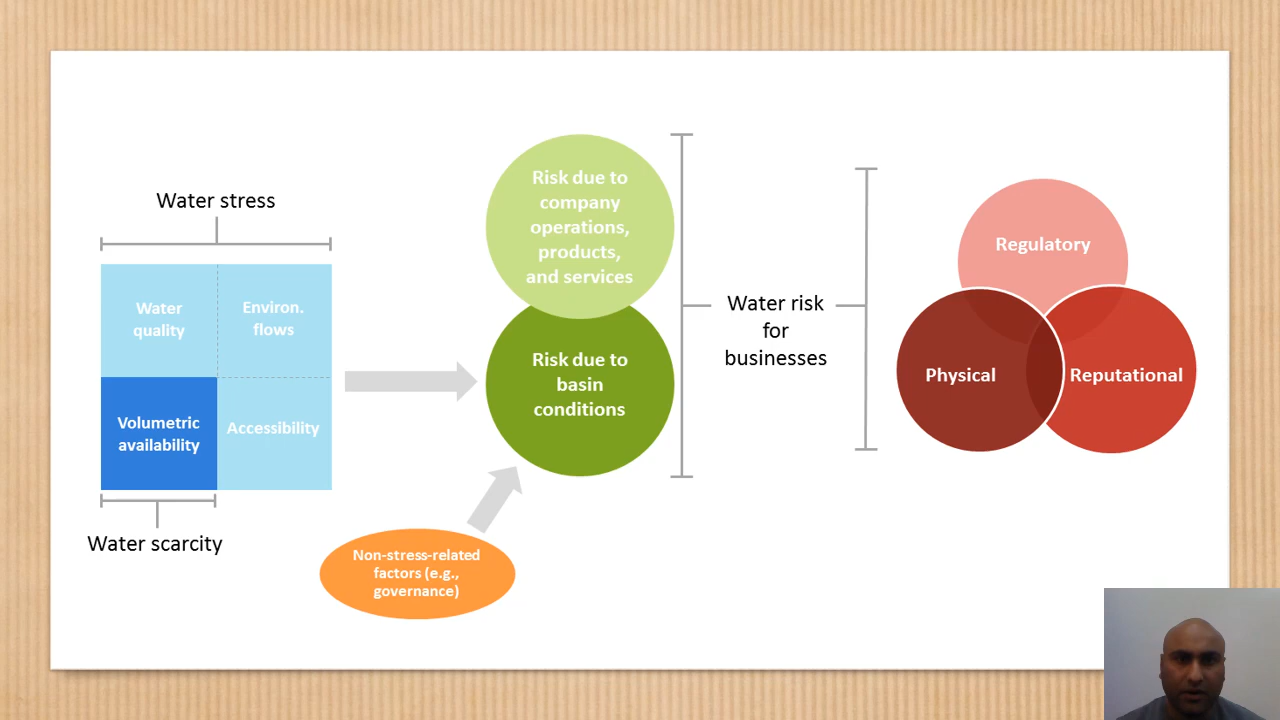 Water stress
Water
quality
Environ.
flows
Volumetric
availability
Accessibility
Water scarcity
Non-stress-related
factors (e.g.,
governance)
Risk due to
company
operations,
products,
and services
Risk due to
basin
conditions
Water risk
for
businesses
Regulatory
Physical
Reputational